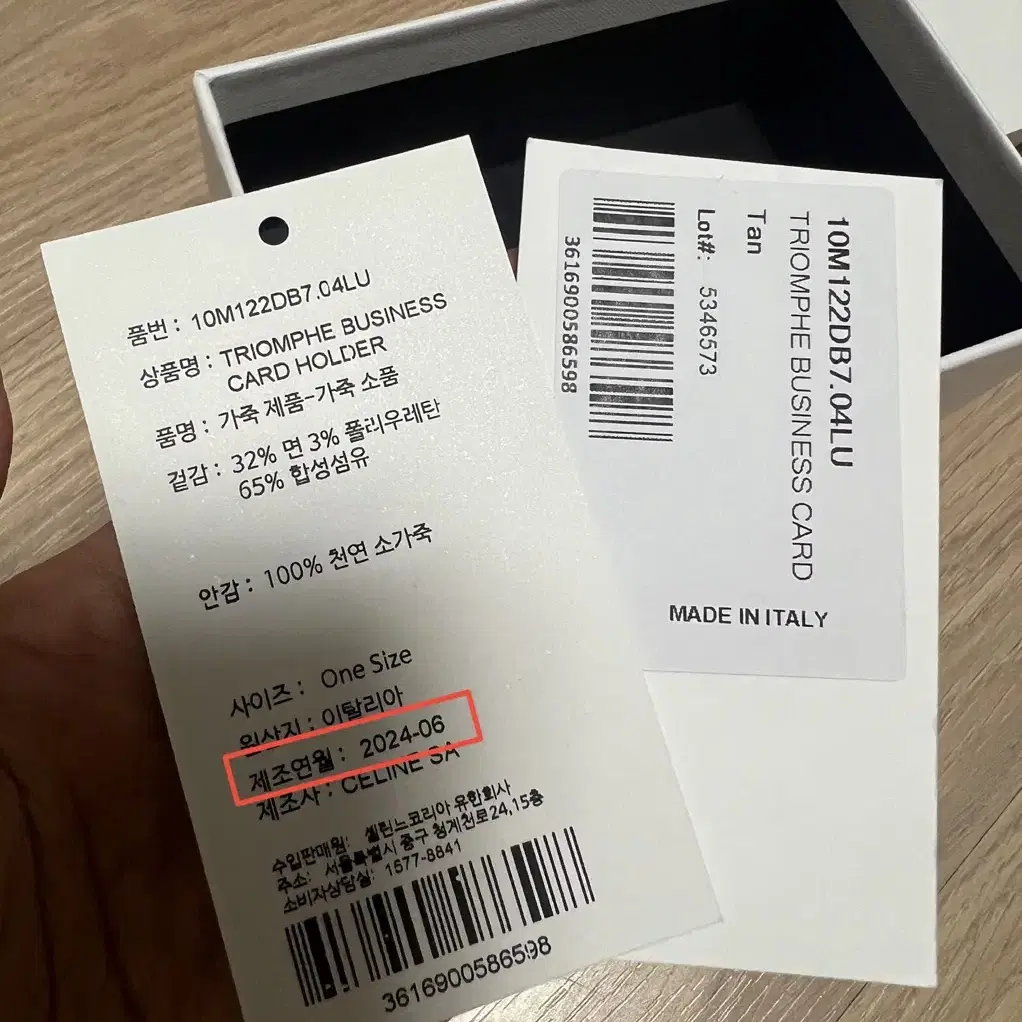 품번 : 10M122DB7.04LU
상품명 : TRIOMPHE BUSINESS
CARD HOLDER
품명 : 가죽 제품-가죽 소품
겉감 : 32% 면 3% 폴리우레탄
65% 합성섬유
안감 : 100% 천연 소가죽
사이즈 : One Size
원산지 : 이탈리아
제조연월 : 2024-06
제조사 : CELINE SA
수입판매원: 셀린느코리아 유한회사
주소: 서울특별시 중구 청계천로24,15층
소비자상담실: 1577-8841
3616900586598
10M122DB7.04LU
TRIOMPHE BUSINESS CARD
Tan
Lot#: 5346573
3616900586598
MADE IN ITALY